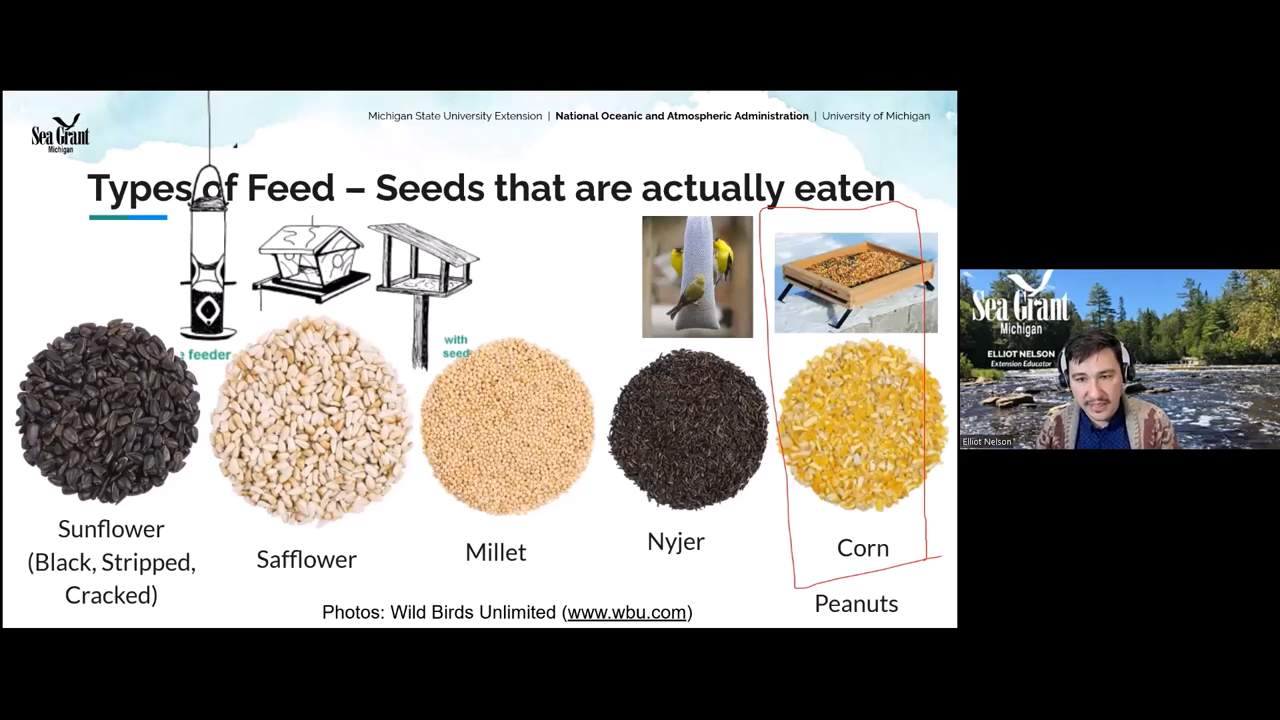 Michigan State University Extension | National Oceanic and Atmospheric Administration | University of Michigan
Sea Grant
Michigan
Types of Feed – Seeds that are actually eaten
with
seed
feeder
Sunflower
(Black, Stripped,
Cracked)
Safflower
Millet
Nyjer
Corn
Peanuts
Photos: Wild Birds Unlimited (www.wbu.com)
Sea Grant
Michigan
ELLIOT NELSON
Extension Educator
Elliot Nelson